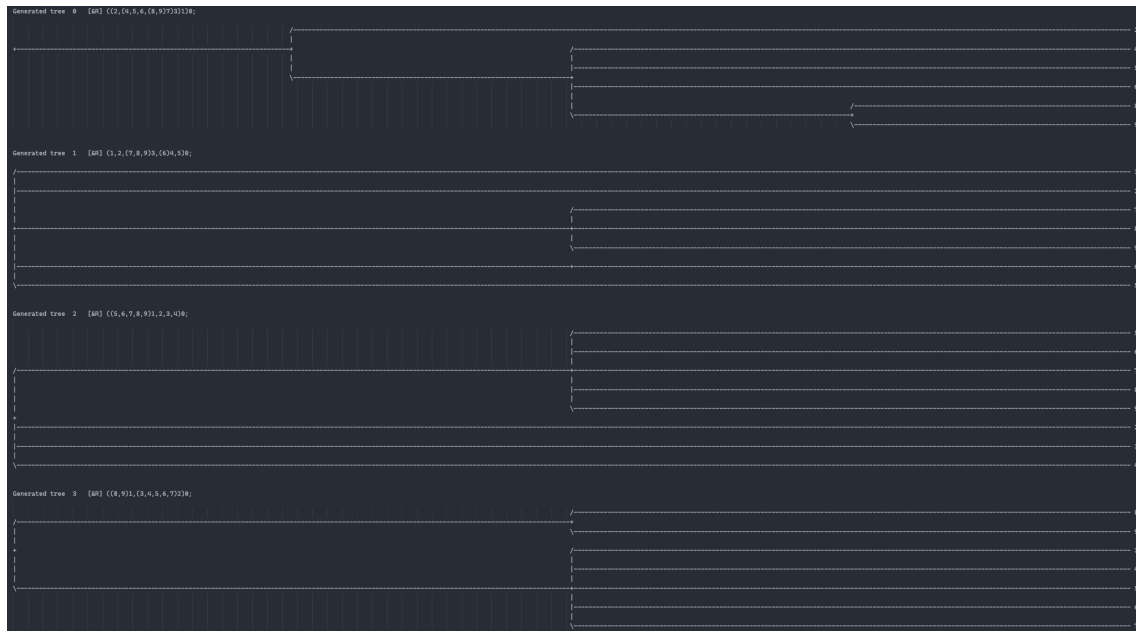 Generated tree 0 [&R] ((2,(4,5,6,(8,9)7)3)1)0;
Generated tree 1 [&R] (1,2,(7,8,9)3,(6)4,5)0;
Generated tree 2 [&R] ((5,6,7,8,9)1,2,3,4)0;
Generated tree 3 [&R] ((8,9)1,(3,4,5,6,7)2)0;